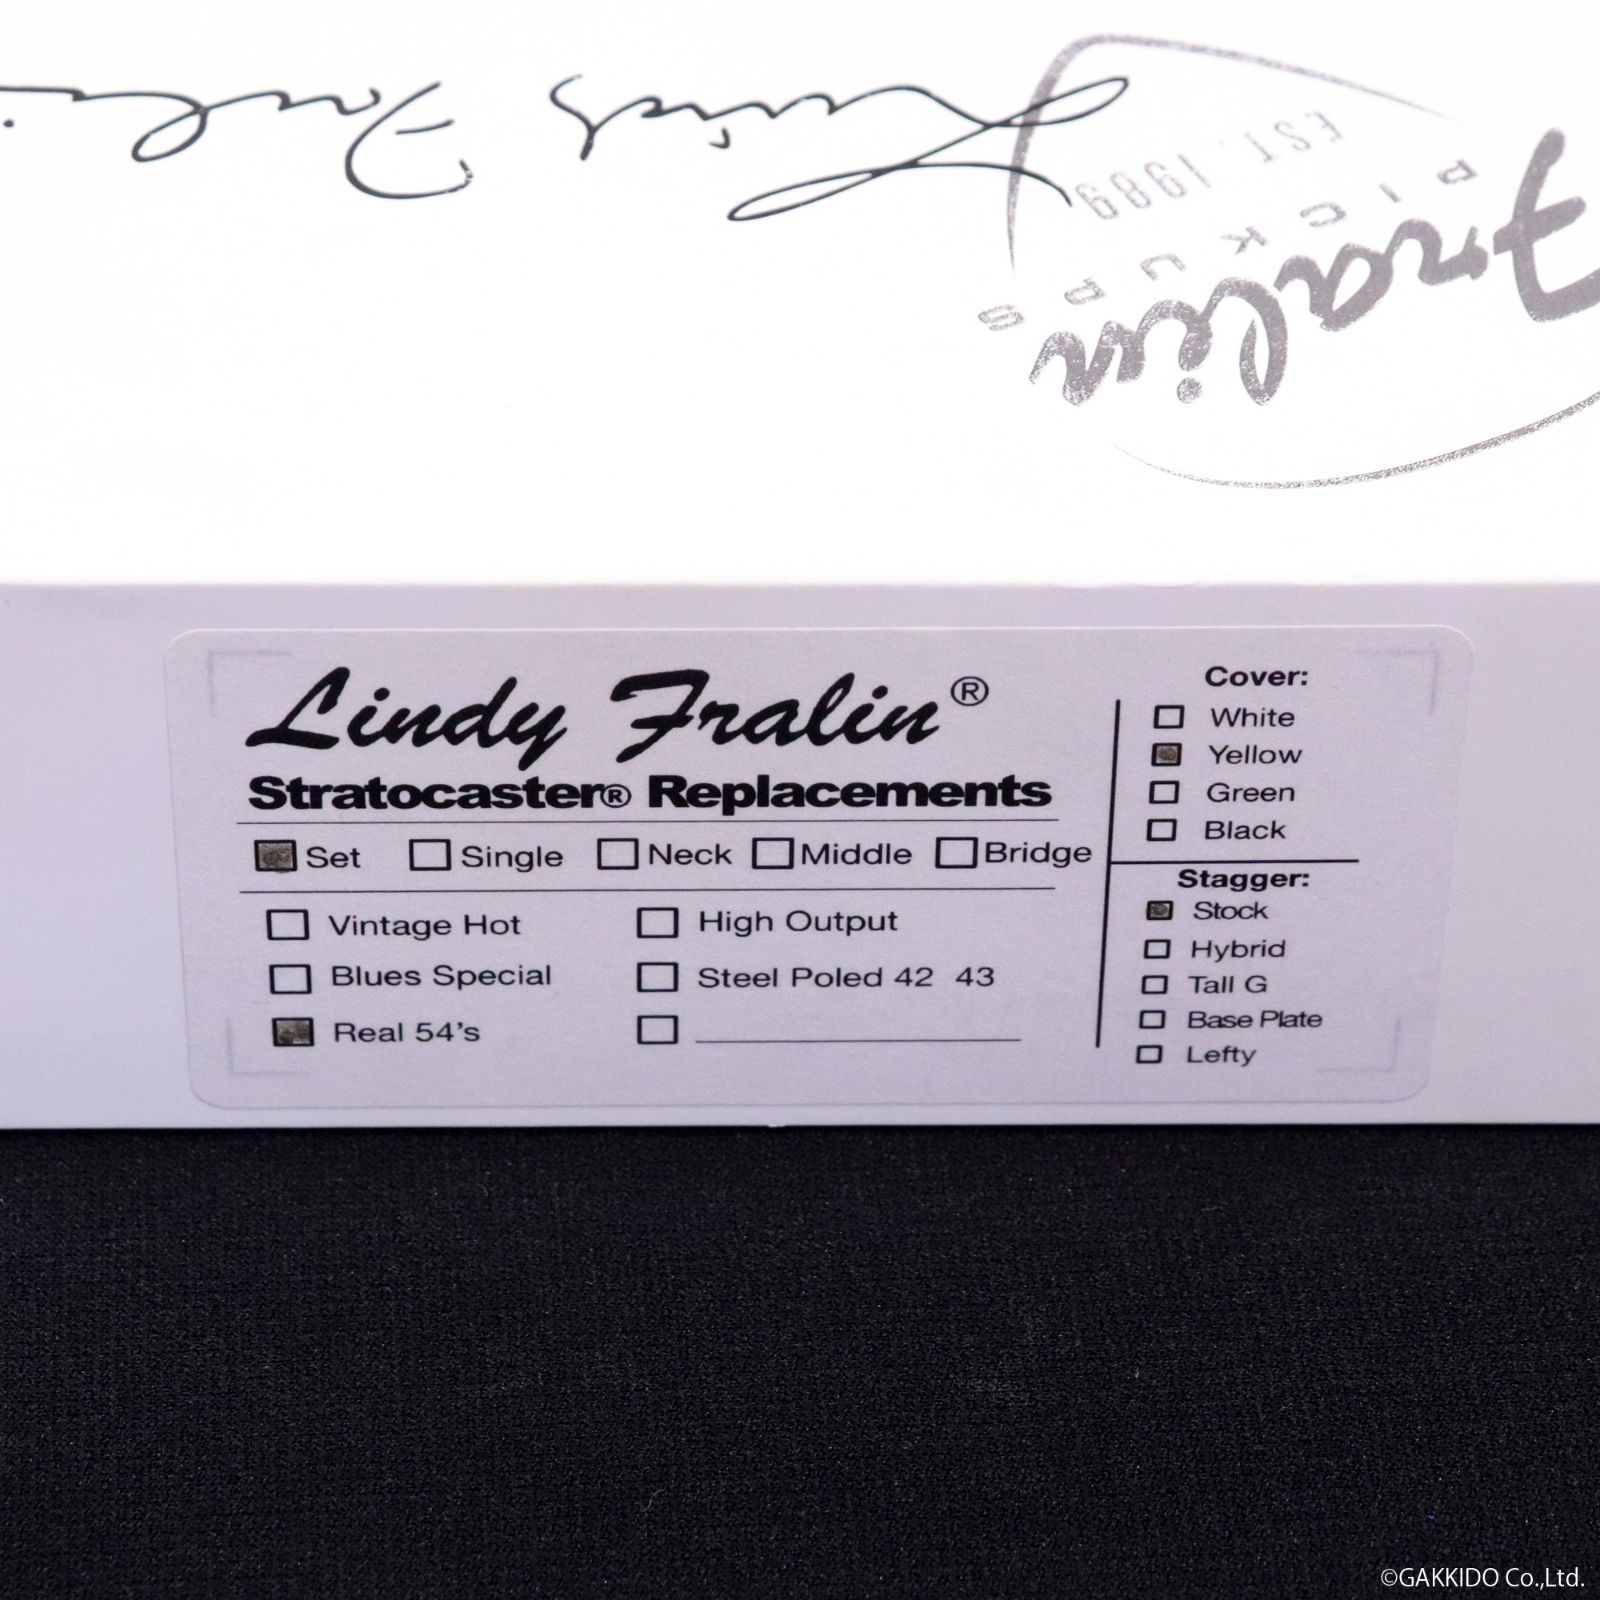 Lindy Fralin
EST. 1989
PICKUPS
Fralin
Lindy Fralin®
Stratocaster® Replacements
Set Single Neck Middle Bridge
Vintage Hot High Output
Blues Special Steel Poled 42 43
Real 54's
Cover:
White
Yellow
Green
Black
Stagger:
Stock
Hybrid
Tall G
Base Plate
Lefty
©GAKKIDO Co.,Ltd.